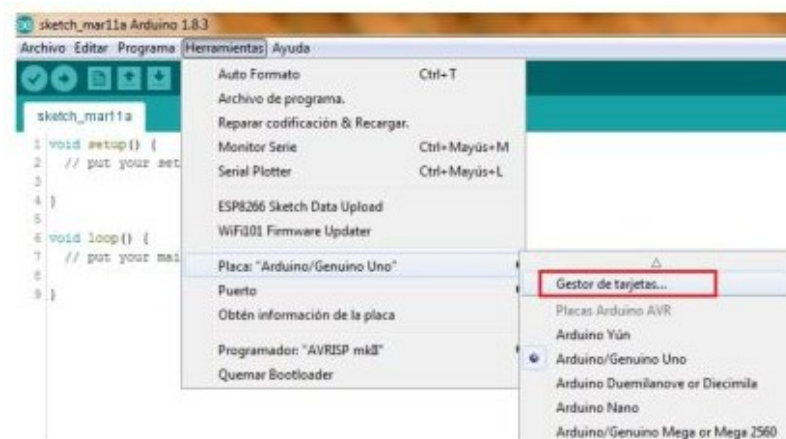 sketch_mar11a Arduino 1.8.3
Archivo Editar Programa Herramientas Ayuda
sketch_mar11a
1 void setup() {
2 // put your set
3
4 }
5
6 void loop() {
7 // put your mai
8
9 }
Auto Formato Ctrl+T
Archivo de programa.
Reparar codificación & Recargar.
Monitor Serie Ctrl+Mayús+M
Serial Plotter Ctrl+Mayús+L
ESP8266 Sketch Data Upload
WiFi101 Firmware Updater
Placa: "Arduino/Genuino Uno"
Puerto
Obtén información de la placa
Programador: "AVRISP mkII"
Quemar Bootloader
Gestor de tarjetas...
Placas Arduino AVR
Arduino Yún
Arduino/Genuino Uno
Arduino Duemilanove or Diecimila
Arduino Nano
Arduino/Genuino Mega or Mega 2560